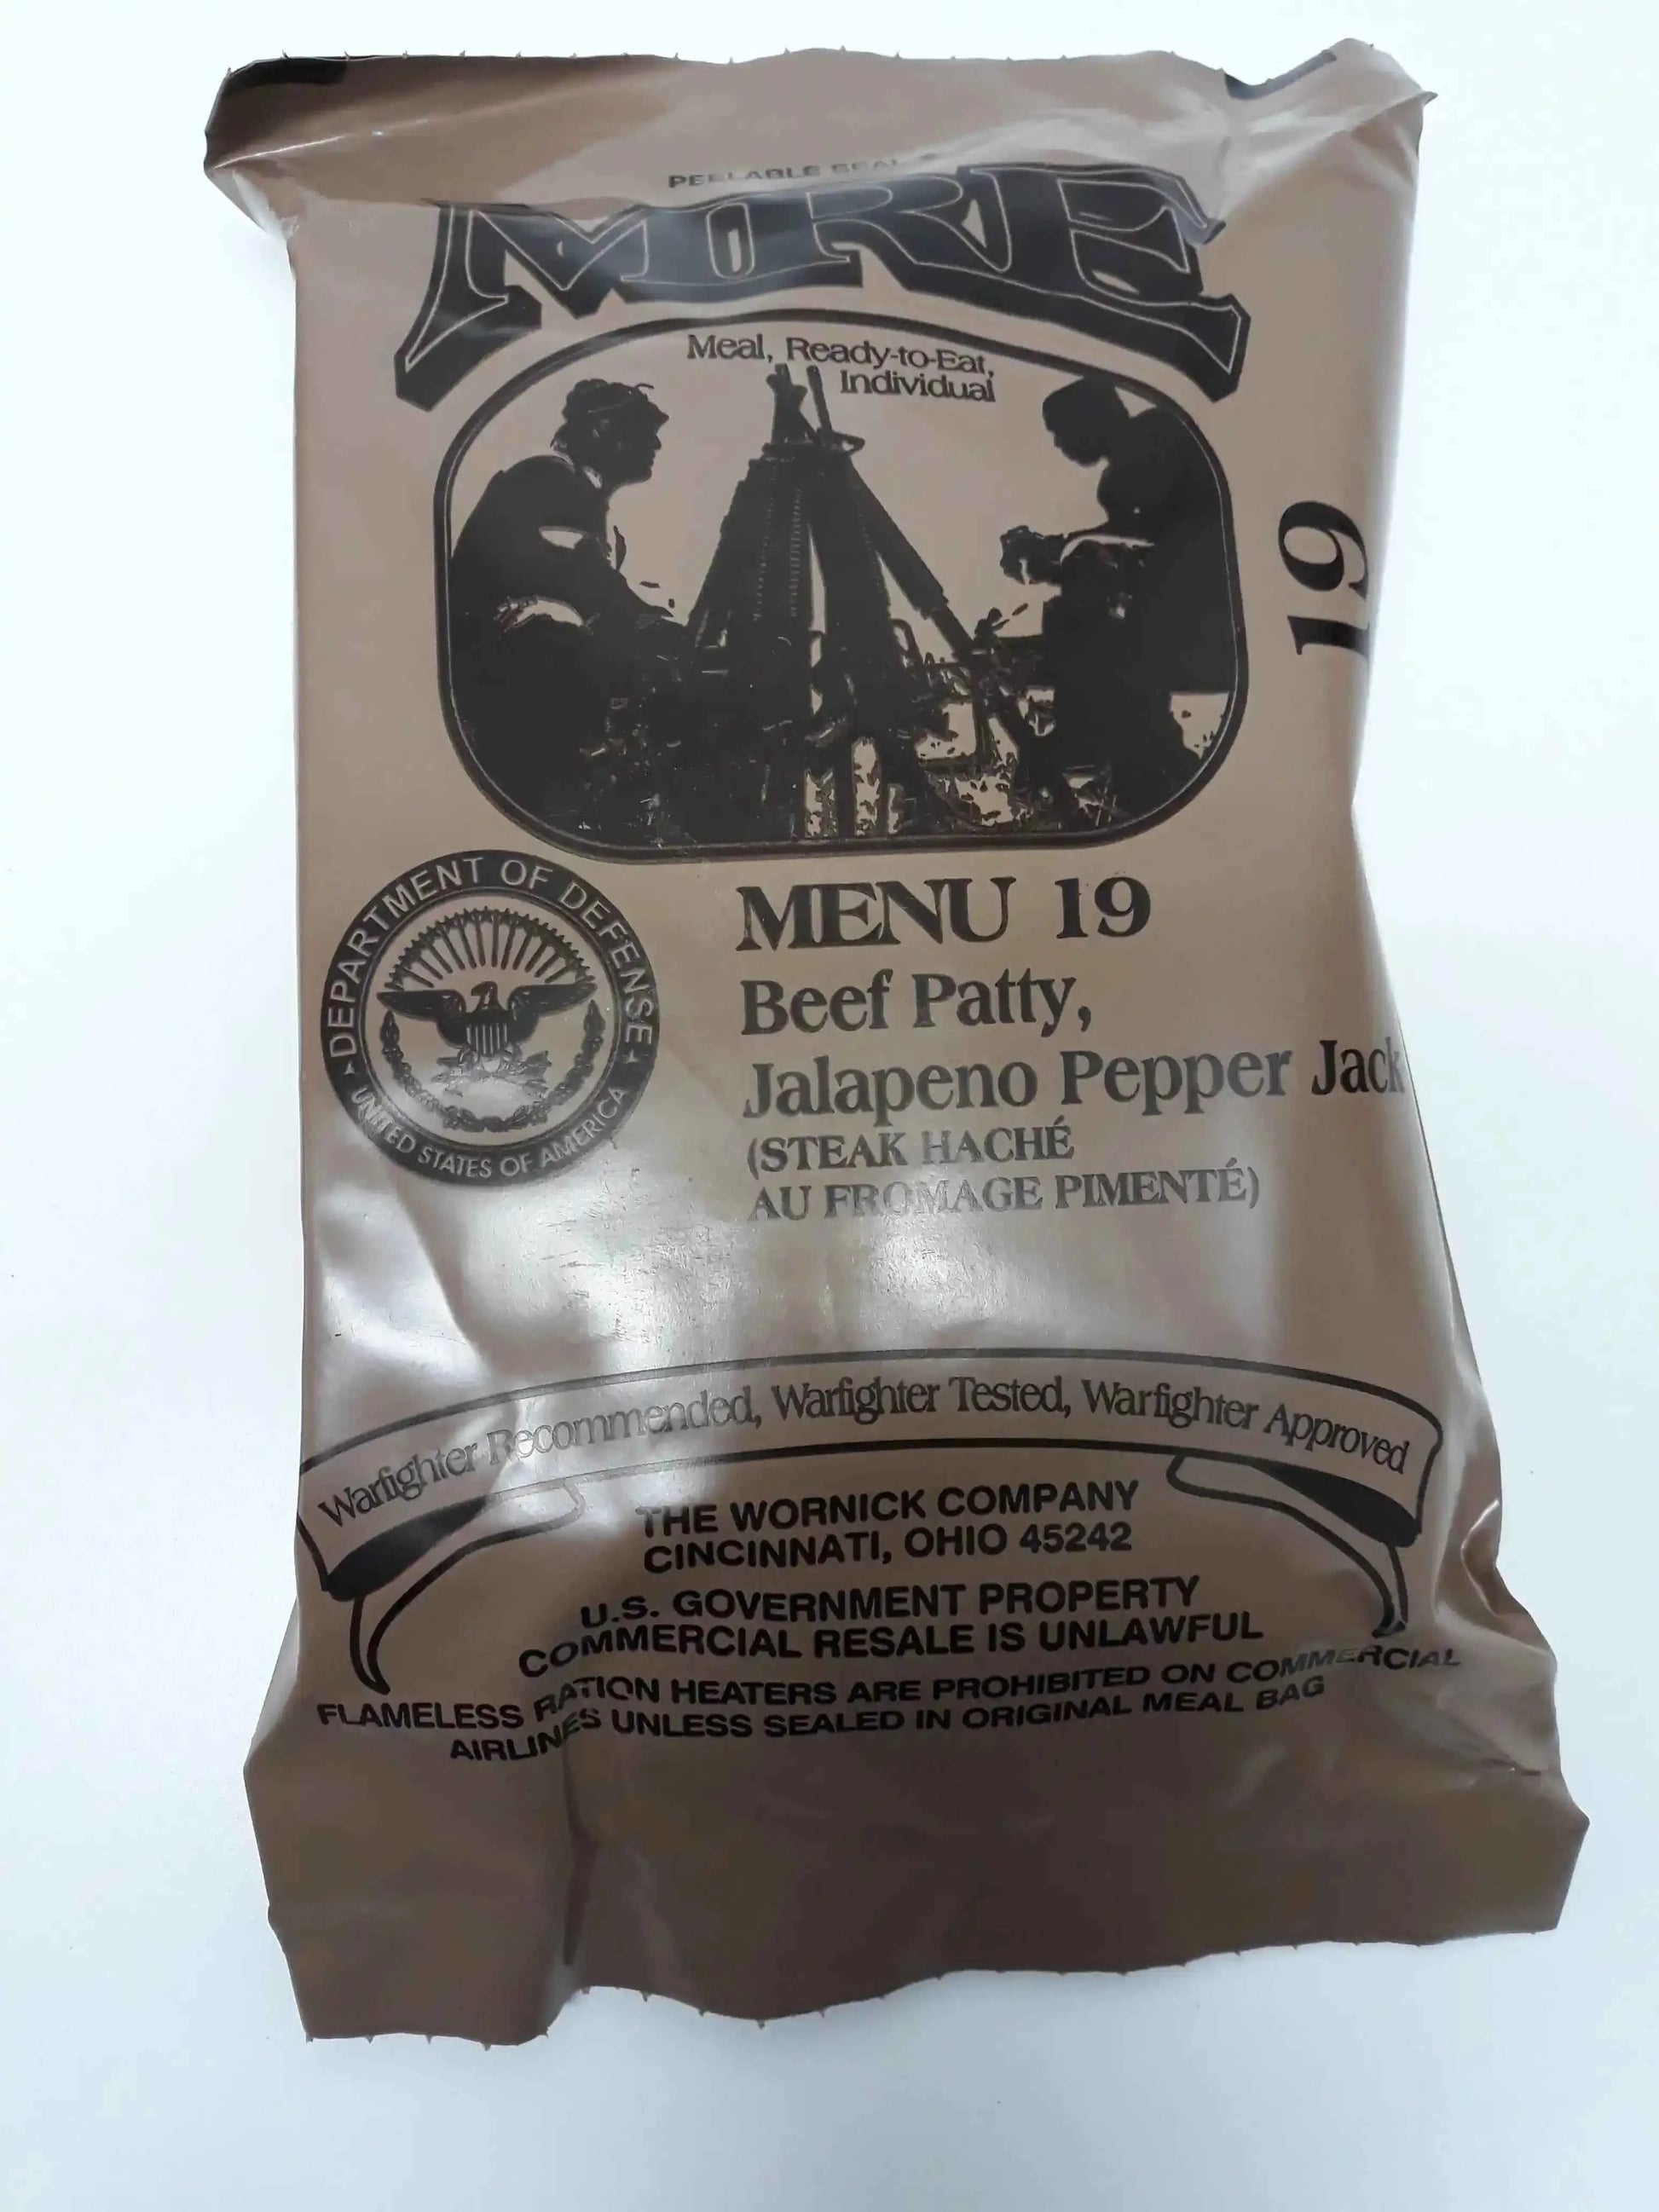 PEELABLE SEAL
MRE
Meal, Ready-to-Eat,
Individual
19
DEPARTMENT OF DEFENSE
UNITED STATES OF AMERICA
MENU 19
Beef Patty,
Jalapeno Pepper Jack
(STEAK HACHÉ
AU FROMAGE PIMENTÉ)
Warfighter Recommended, Warfighter Tested, Warfighter Approved
THE WORNICK COMPANY
CINCINNATI, OHIO 45242
U.S. GOVERNMENT PROPERTY
COMMERCIAL RESALE IS UNLAWFUL
FLAMELESS RATION HEATERS ARE PROHIBITED ON COMMERCIAL
AIRLINES UNLESS SEALED IN ORIGINAL MEAL BAG